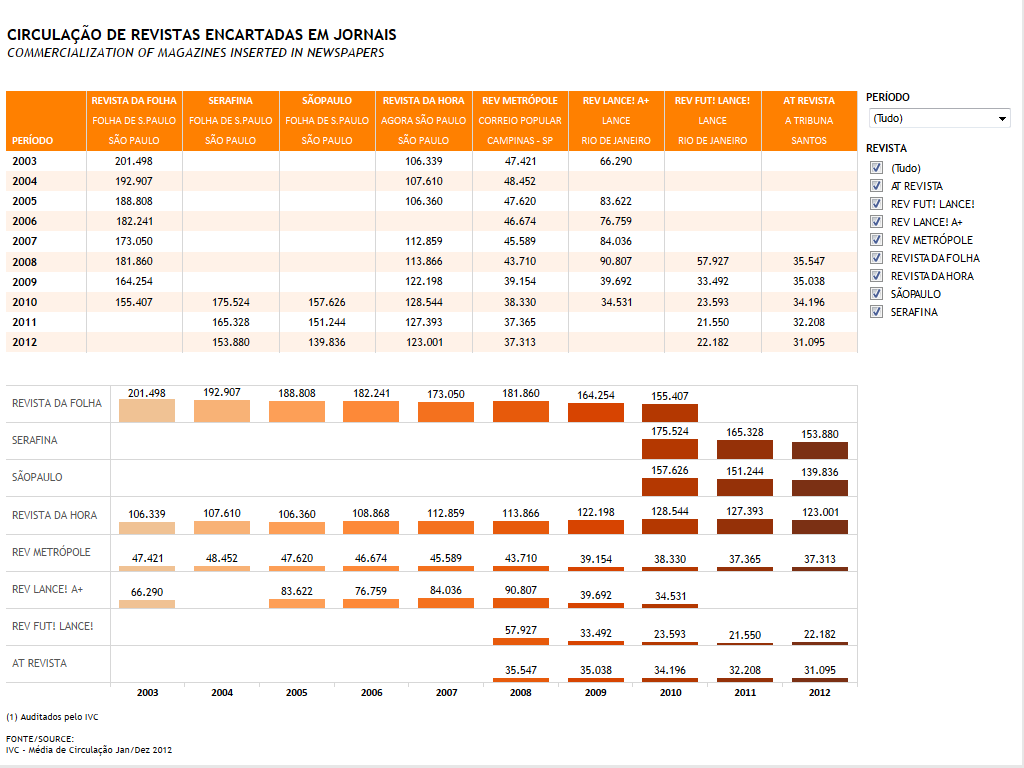 CIRCULAÇÃO DE REVISTAS ENCARTADAS EM JORNAIS
COMMERCIALIZATION OF MAGAZINES INSERTED IN NEWSPAPERS
REVISTA DA FOLHA SERAFINA SÃOPAULO REVISTA DA HORA REV METRÓPOLE REV LANCE! A+ REV FUT! LANCE! AT REVISTA
FOLHA DE S.PAULO FOLHA DE S.PAULO FOLHA DE S.PAULO AGORA SÃO PAULO CORREIO POPULAR LANCE LANCE A TRIBUNA
PERÍODO SÃO PAULO SÃO PAULO SÃO PAULO SÃO PAULO CAMPINAS - SP RIO DE JANEIRO RIO DE JANEIRO SANTOS
2003 201.498 106.339 47.421 66.290
2004 192.907 107.610 48.452
2005 188.808 106.360 47.620 83.622
2006 182.241 46.674 76.759
2007 173.050 112.859 45.589 84.036
2008 181.860 113.866 43.710 90.807 57.927 35.547
2009 164.254 122.198 39.154 39.692 33.492 35.038
2010 155.407 175.524 157.626 128.544 38.330 34.531 23.593 34.196
2011 165.328 151.244 127.393 37.365 21.550 32.208
2012 153.880 139.836 123.001 37.313 22.182 31.095
PERÍODO
(Tudo)
REVISTA
(Tudo)
AT REVISTA
REV FUT! LANCE!
REV LANCE! A+
REV METRÓPOLE
REVISTA DA FOLHA
REVISTA DA HORA
SÃOPAULO
SERAFINA
REVISTA DA FOLHA 201.498 192.907 188.808 182.241 173.050 181.860 164.254 155.407
SERAFINA 175.524 165.328 153.880
SÃOPAULO 157.626 151.244 139.836
REVISTA DA HORA 106.339 107.610 106.360 108.868 112.859 113.866 122.198 128.544 127.393 123.001
REV METRÓPOLE 47.421 48.452 47.620 46.674 45.589 43.710 39.154 38.330 37.365 37.313
REV LANCE! A+ 66.290 83.622 76.759 84.036 90.807 39.692 34.531
REV FUT! LANCE! 57.927 33.492 23.593 21.550 22.182
AT REVISTA 35.547 35.038 34.196 32.208 31.095
2003 2004 2005 2006 2007 2008 2009 2010 2011 2012
(1) Auditados pelo IVC
FONTE/SOURCE:
IVC - Média de Circulação Jan/Dez 2012